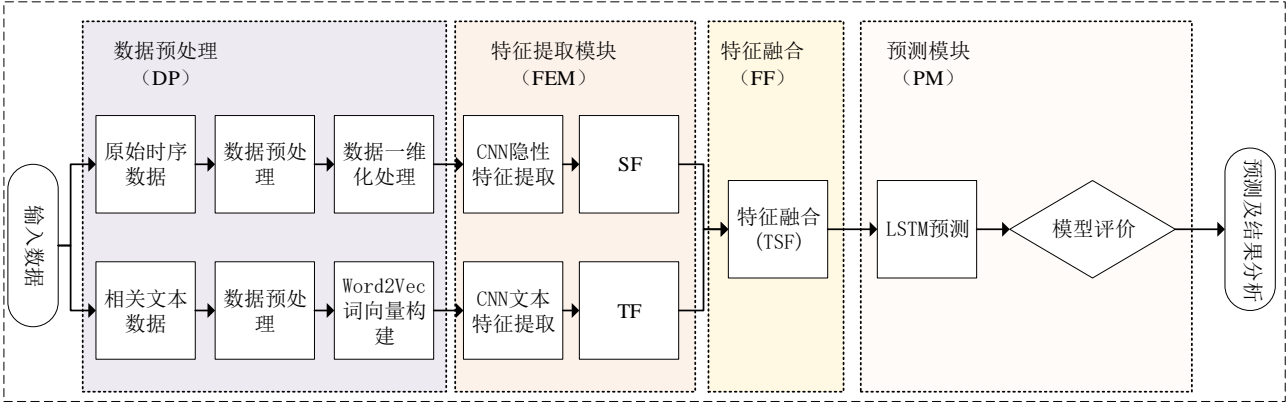 数据预处理
（DP）
特征提取模块
（FEM）
特征融合
（FF）
预测模块
（PM）
输入数据
原始时序
数据
数据预处
理
数据一维
化处理
CNN隐性
特征提取
SF
相关文本
数据
数据预处
理
Word2Vec
词向量构
建
CNN文本
特征提取
TF
特征融合
(TSF)
LSTM预测
模型评价
预测及结果分析